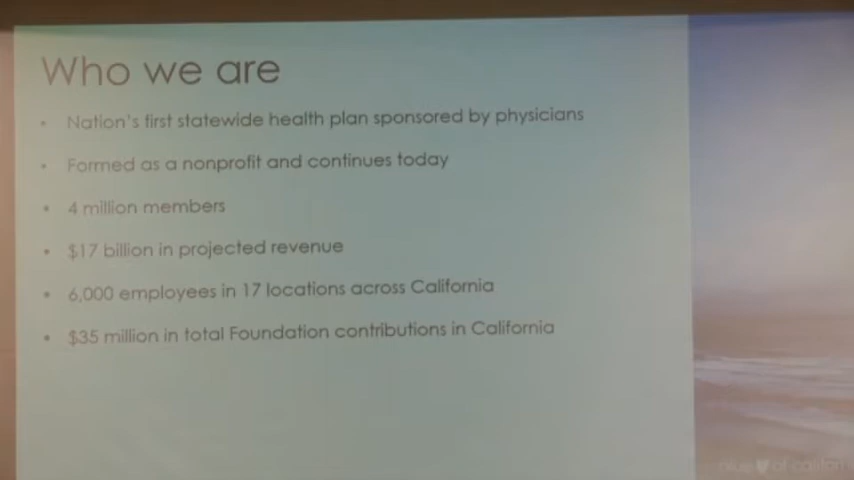 Who we are
• Nation's first statewide health plan sponsored by physicians
• Formed as a nonprofit and continues today
• 4 million members
• $17 billion in projected revenue
• 6,000 employees in 17 locations across California
• $35 million in total Foundation contributions in California
of california